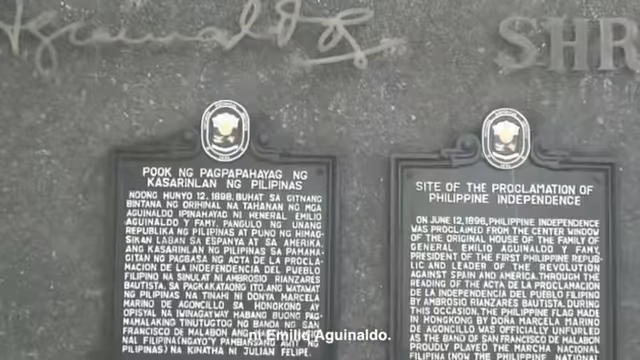 Aguinaldo
SHR
POOK NG PAGPAPAHAYAG NG
KASARINLAN NG PILIPINAS
NOONG HUNYO 12, 1898, BUHAT SA GITNANG
BINTANA NG ORIHINAL NA TAHANAN NG MGA
AGUINALDO IPINAHAYAG NI HENERAL EMILIO
AGUINALDO Y FAMY, PANGULO NG UNANG
REPUBLIKA NG PILIPINAS AT PUNO NG HIMAG-
SIKAN LABAN SA ESPANYA AT SA AMERIKA,
ANG KASARINLAN NG PILIPINAS SA PAMAMA-
GITAN NG PAGBASA NG ACTA DE LA PROCLA-
MACION DE LA INDEPENDENCIA DEL PUEBLO
FILIPINO NA SINULAT NI AMBROSIO RIANZARES
BAUTISTA. SA PAGKAKATAONG ITO, ANG WATAWAT
NG PILIPINAS NA TINAHI NI DONYA MARCELA
MARINO DE AGONCILLO SA HONGKONG AY
OPISYAL NA IWINAGAYWAY HABANG BUONG PAG-
MAMALAKING TINUTUGTOG NG BANDA NG SAN
FRANCISCO DE MALABON ANG
NAL FILIPINA (NGAYO'Y PAMBANSANG AWIT NG
PILIPINAS) NA KINATHA NI JULIAN FELIPE.
SITE OF THE PROCLAMATION OF
PHILIPPINE INDEPENDENCE
ON JUNE 12, 1898, PHILIPPINE INDEPENDENCE
WAS PROCLAIMED FROM THE CENTER WINDOW
OF THE ORIGINAL HOUSE OF THE FAMILY OF
GENERAL EMILIO AGUINALDO Y FAMY,
PRESIDENT OF THE FIRST PHILIPPINE REPUB-
LIC AND LEADER OF THE REVOLUTION
AGAINST SPAIN AND AMERICA, THROUGH THE
READING OF THE ACTA DE LA PROCLAMACION
DE LA INDEPENDENCIA DEL PUEBLO FILIPINO
BY AMBROSIO RIANZARES BAUTISTA. DURING
THIS OCCASION, THE PHILIPPINE FLAG MADE
IN HONGKONG BY DOÑA MARCELA MARINO
DE AGONCILLO WAS OFFICIALLY UNFURLED
AS THE BAND OF SAN FRANCISCO DE MALABON
PROUDLY PLAYED THE MARCHA NACIONAL
FILIPINA (NOW THE PHILIPPINE NATIONAL
ni Emilio Aguinaldo.